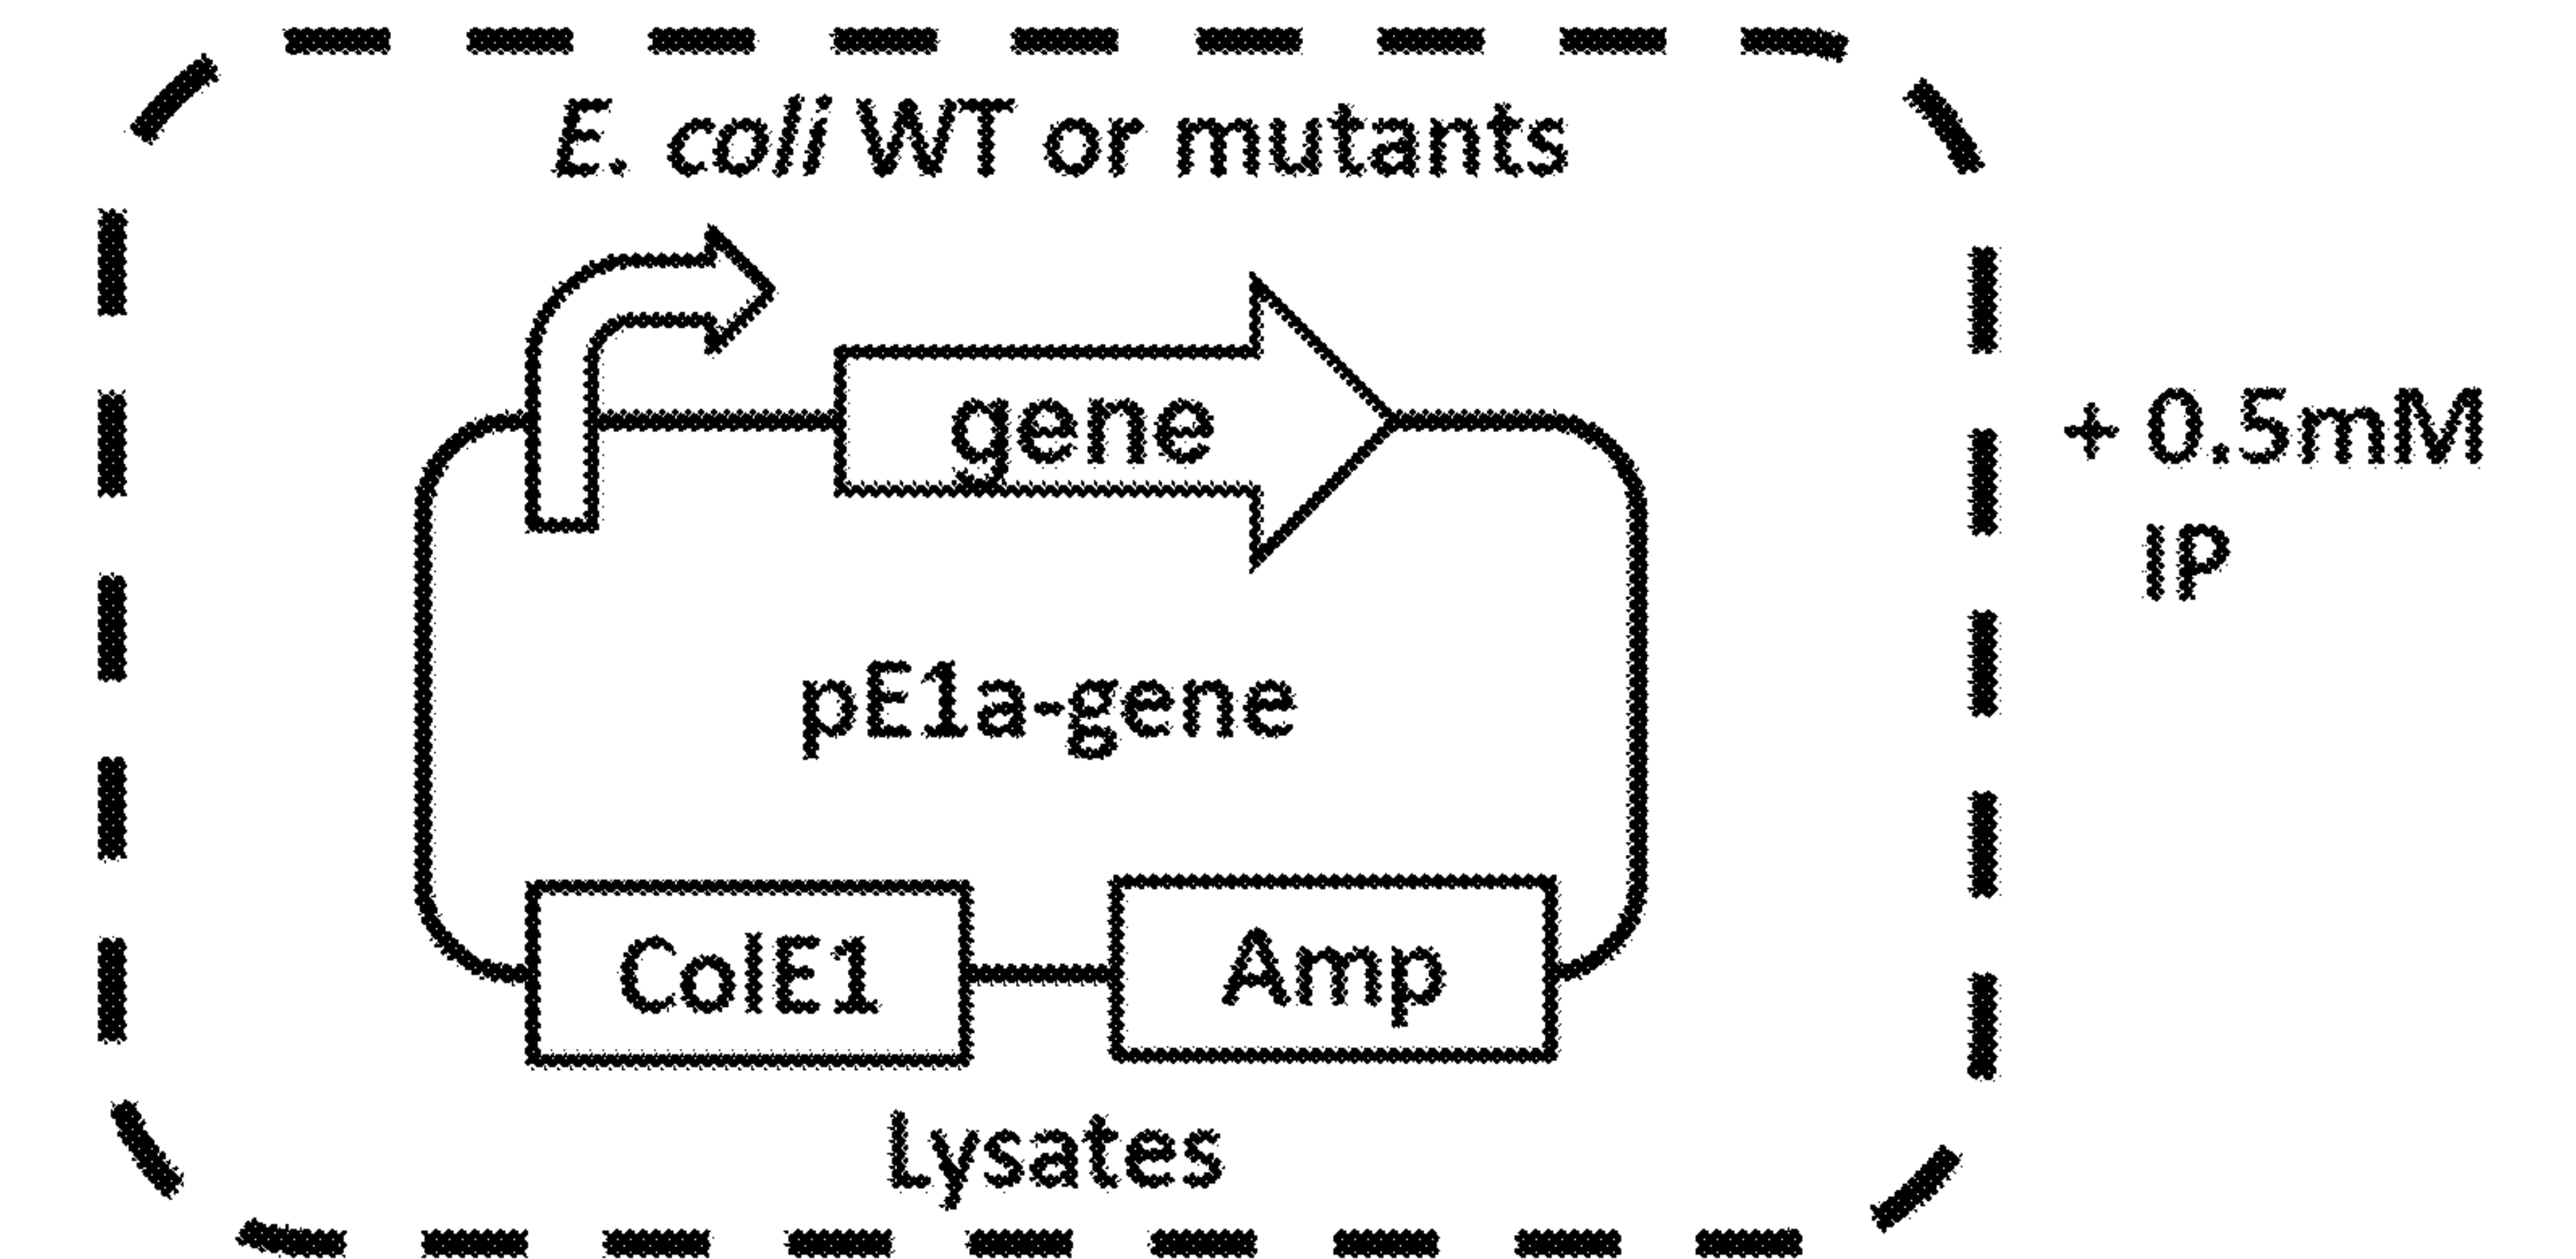 E. coli WT or mutants
gene
+ 0.5mM
IP
pE1a-gene
ColE1
Amp
Lysates